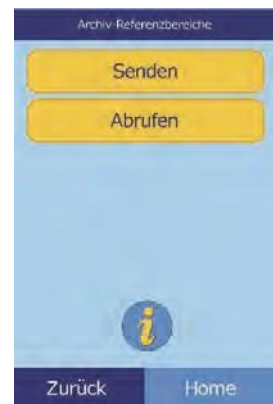 Archiv-Referenzbereiche
Senden
Abrufen
i
Zurück
Home